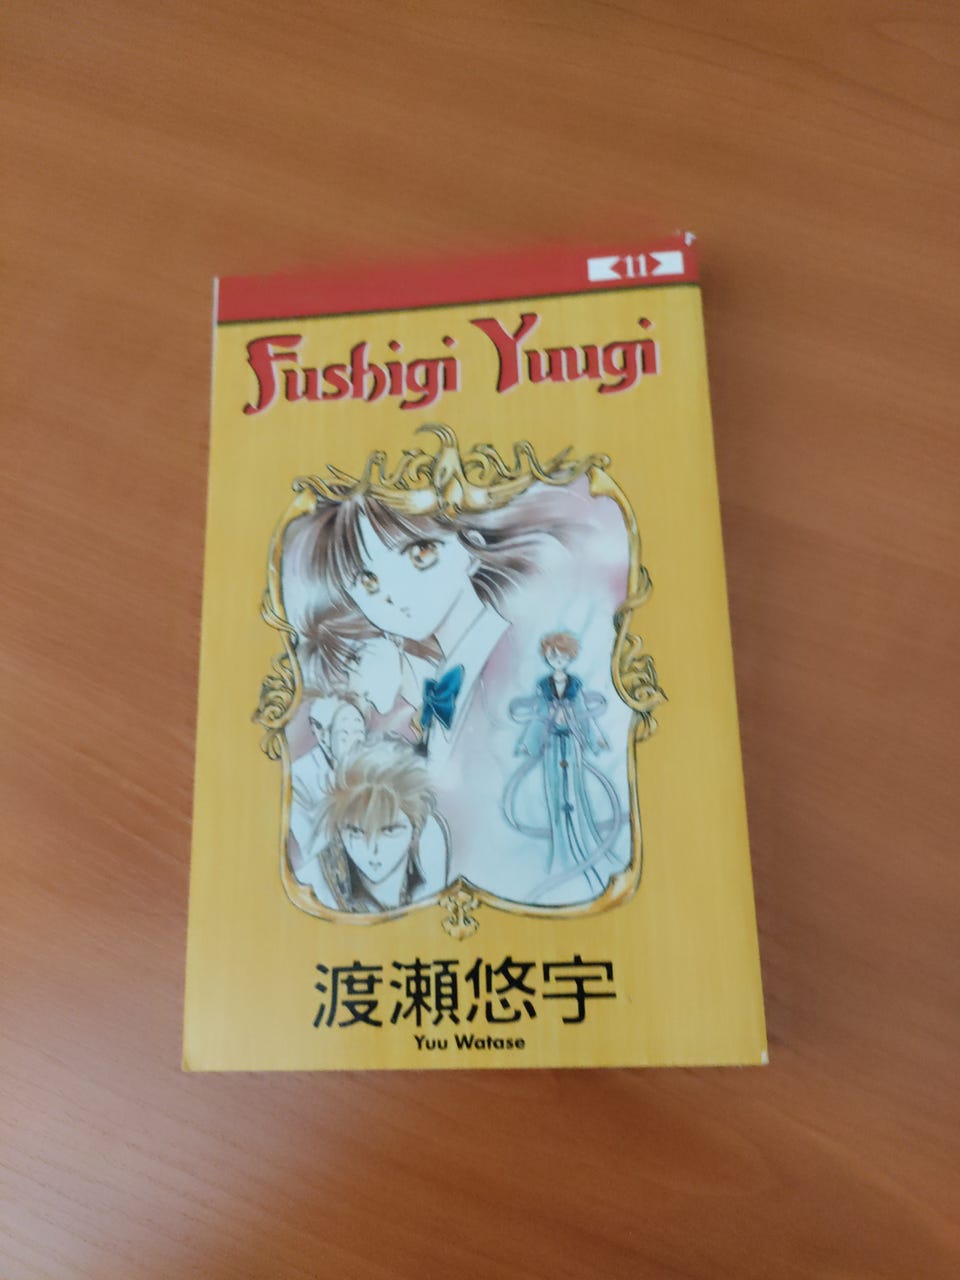 11
Fushigi Yuugi
渡瀬悠宇
Yuu Watase